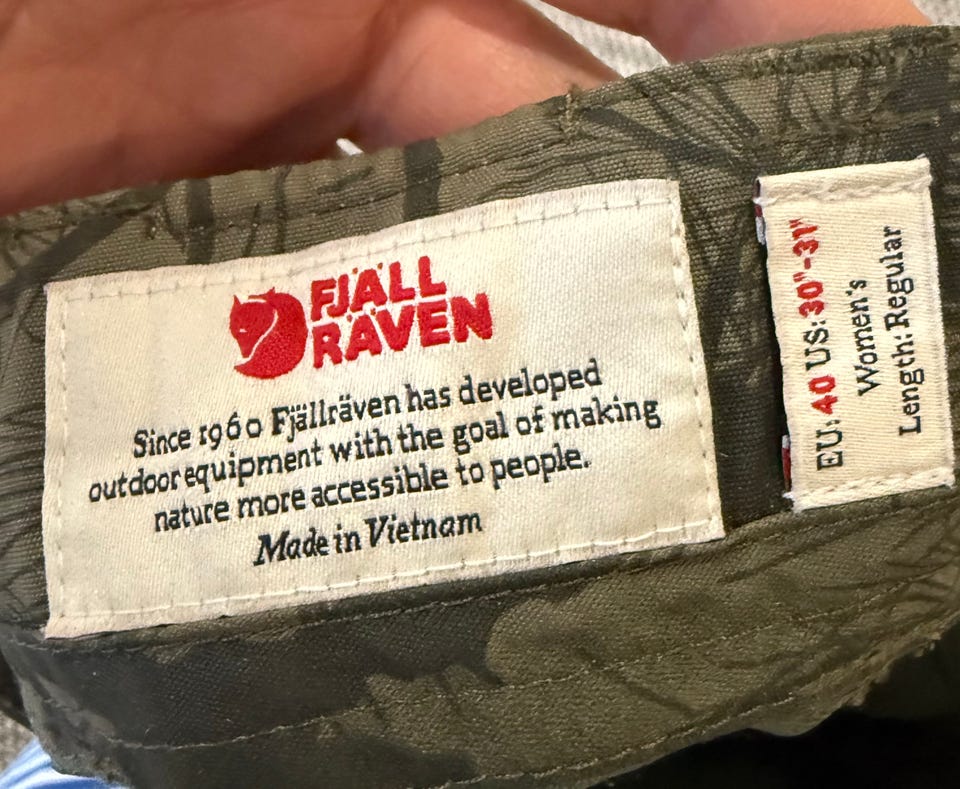 FJÄLL
RÄVEN
Since 1960 Fjällräven has developed
outdoor equipment with the goal of making
nature more accessible to people.
Made in Vietnam
EU: 40 US: 30"-31"
Women's
Length: Regular